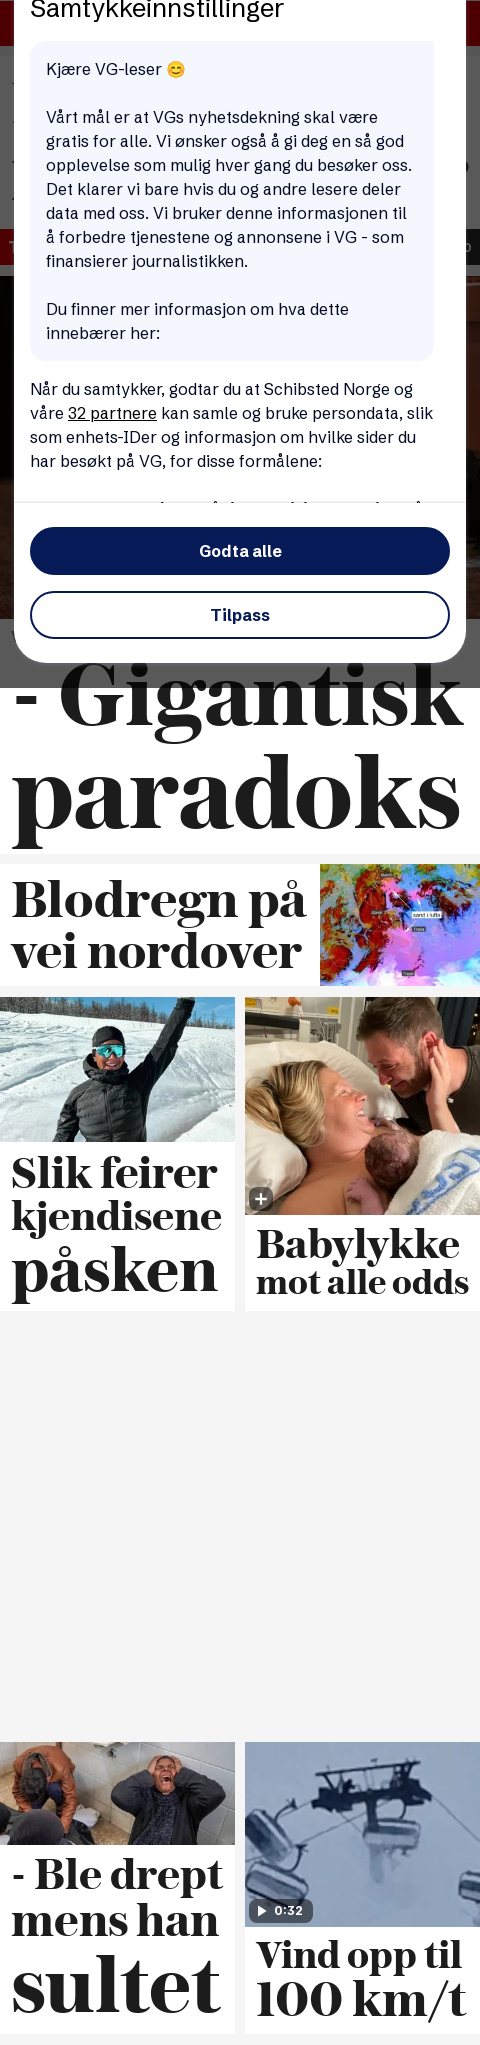 Samtykkeinnstillinger
Kjære VG-leser 😊
Vårt mål er at VGs nyhetsdekning skal være
gratis for alle. Vi ønsker også å gi deg en så god
opplevelse som mulig hver gang du besøker oss.
Det klarer vi bare hvis du og andre lesere deler
data med oss. Vi bruker denne informasjonen til
å forbedre tjenestene og annonsene i VG - som
finansierer journalistikken.
Du finner mer informasjon om hva dette
innebærer her:
Når du samtykker, godtar du at Schibsted Norge og
våre 32 partnere kan samle og bruke persondata, slik
som enhets-IDer og informasjon om hvilke sider du
har besøkt på VG, for disse formålene:
Godta alle
Tilpass
- Gigantisk
paradoks
Blodregn på
vei nordover
sand i lufta
Slik feirer
kjendisene
påsken
Babylykke
mot alle odds
- Ble drept
mens han
sultet
0:32
Vind opp til
100 km/t